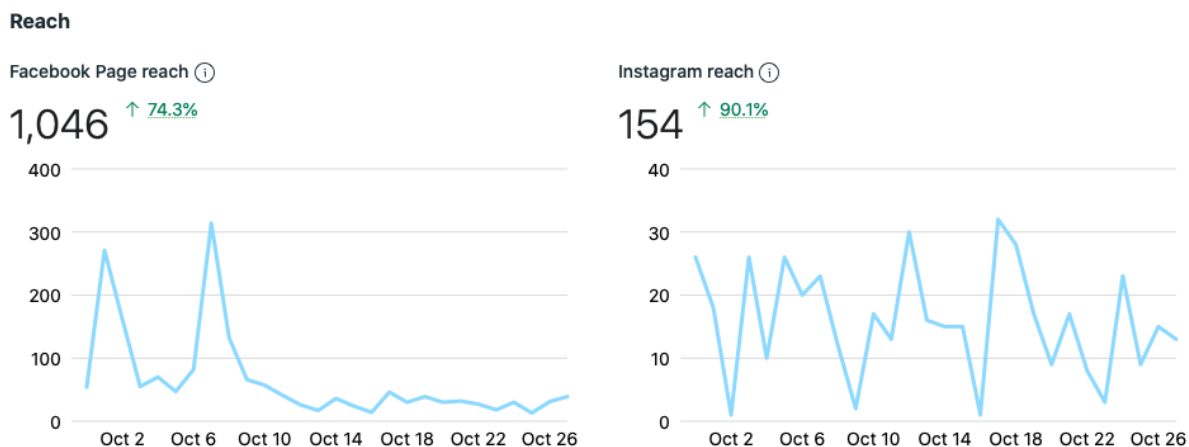 Reach
Facebook Page reach
1,046 ↑ 74.3%
400
300
200
100
0
Oct 2 Oct 6 Oct 10 Oct 14 Oct 18 Oct 22 Oct 26
Instagram reach
154 ↑ 90.1%
40
30
20
10
0
Oct 2 Oct 6 Oct 10 Oct 14 Oct 18 Oct 22 Oct 26